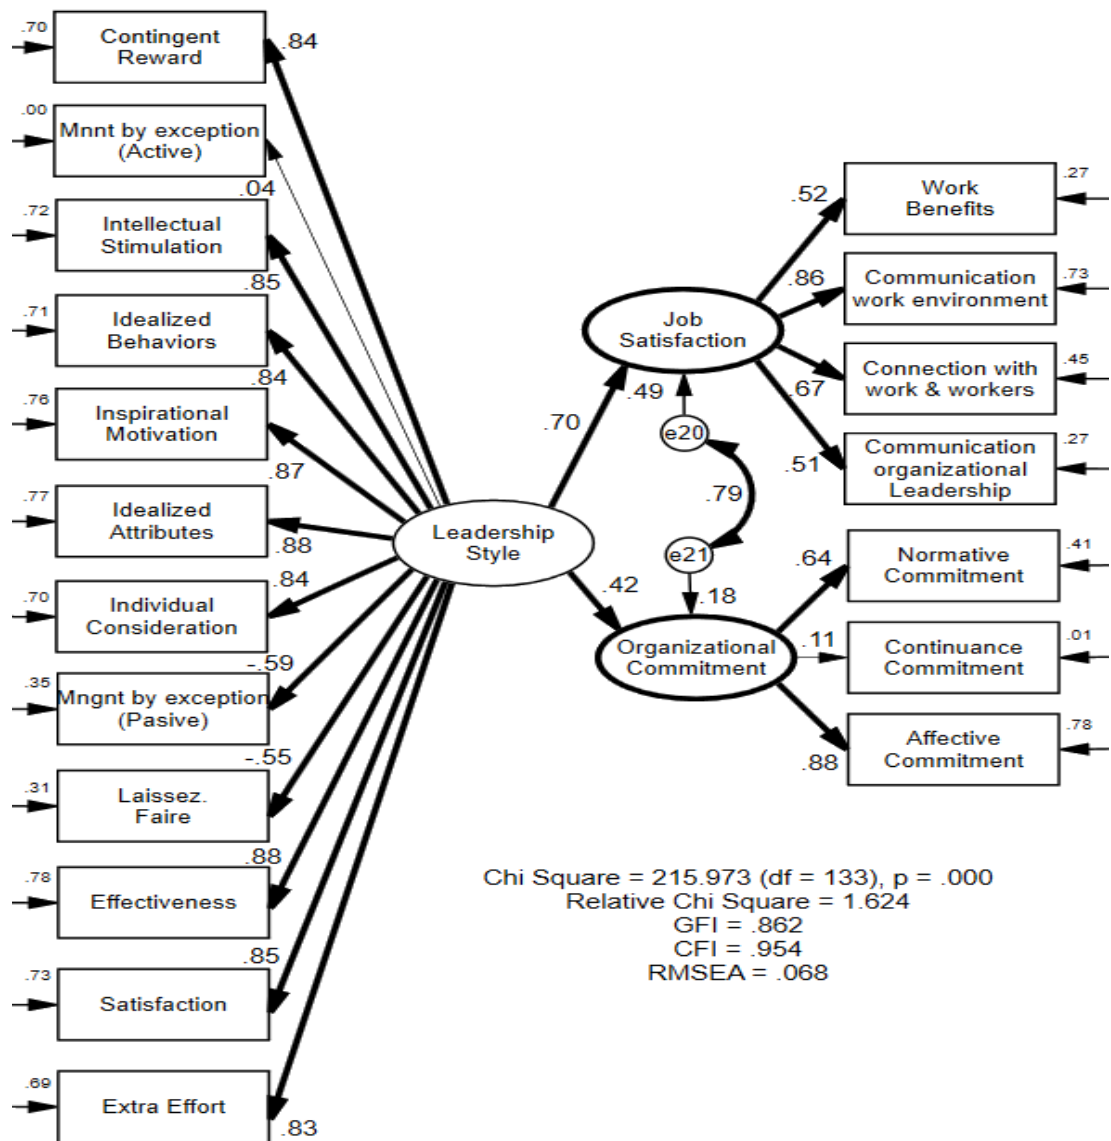 .70
Contingent
Reward
.84
.00
Mnnt by exception
(Active)
.04
.72
Intellectual
Stimulation
.85
.71
Idealized
Behaviors
.84
.76
Inspirational
Motivation
.87
.77
Idealized
Attributes
.88
.70
Individual
Consideration
.84
.35
Mngnt by exception
(Pasive)
-.59
.31
Laissez.
Faire
-.55
.78
Effectiveness
.88
.73
Satisfaction
.85
.69
Extra Effort
.83
Leadership
Style
.70
.42
Job
Satisfaction
.49
e20
.79
e21
.18
Organizational
Commitment
.52
Work
Benefits
.27
.86
Communication
work environment
.73
.67
Connection with
work & workers
.45
.51
Communication
organizational
Leadership
.27
.64
Normative
Commitment
.41
.11
Continuance
Commitment
.01
.88
Affective
Commitment
.78
Chi Square = 215.973 (df = 133), p = .000
Relative Chi Square = 1.624
GFI = .862
CFI = .954
RMSEA = .068